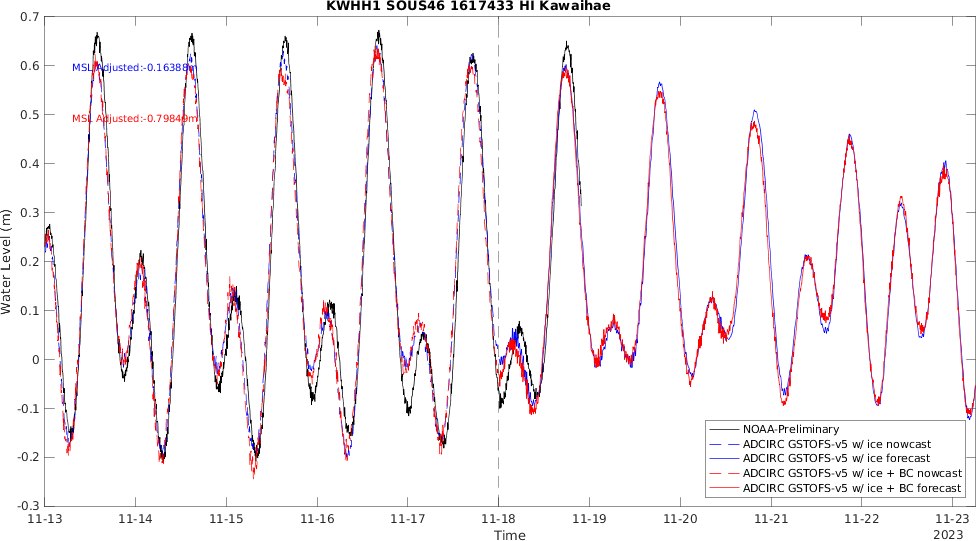 KWHH1 SOUS46 1617433 HI Kawaihae
0.7
0.6
0.5
0.4
0.3
0.2
0.1
0
-0.1
-0.2
-0.3
Water Level (m)
MSL Adjusted:-0.16388m
MSL Adjusted:-0.79849m
NOAA-Preliminary
ADCIRC GSTOFS-v5 w/ ice nowcast
ADCIRC GSTOFS-v5 w/ ice forecast
ADCIRC GSTOFS-v5 w/ ice + BC nowcast
ADCIRC GSTOFS-v5 w/ ice + BC forecast
11-13 11-14 11-15 11-16 11-17 11-18 11-19 11-20 11-21 11-22 11-23
Time
2023